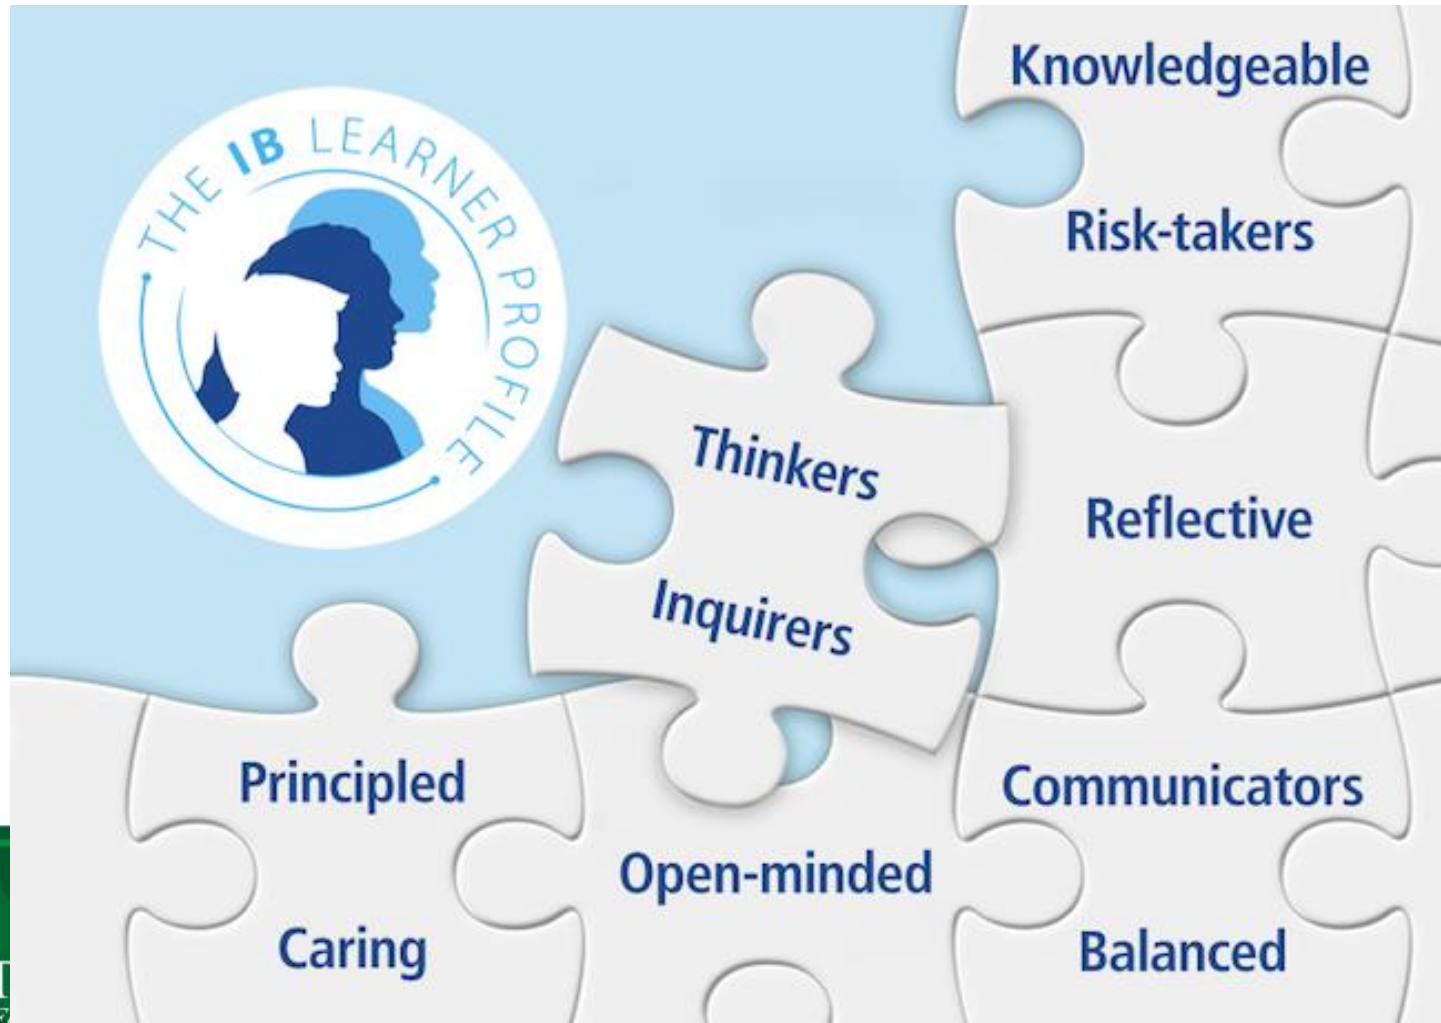 THE IB LEARNER PROFILE
Knowledgeable
Risk-takers
Thinkers
Reflective
Inquirers
Principled
Communicators
Open-minded
Caring
Balanced